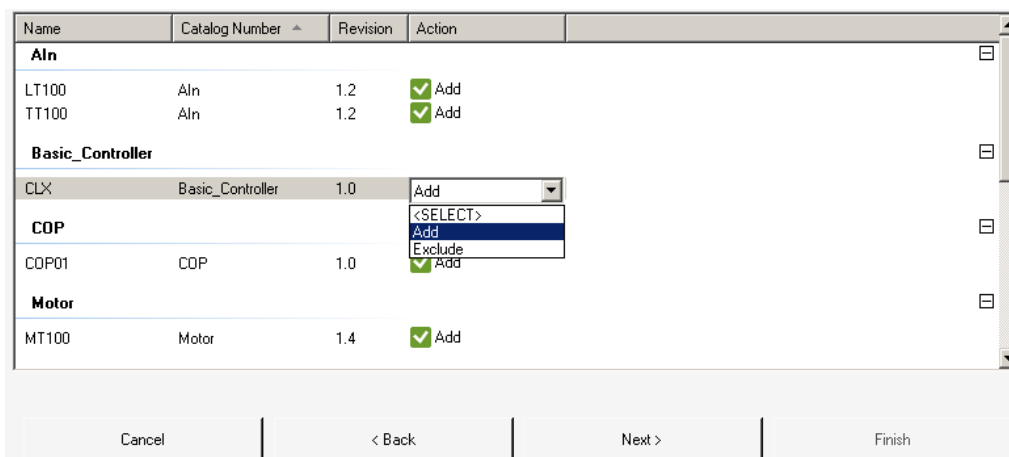 Name Catalog Number Revision Action
AIn
LT100 AIn 1.2 Add
TT100 AIn 1.2 Add
Basic_Controller
CLX Basic_Controller 1.0 Add
<SELECT>
COP Add
Exclude
COP01 COP 1.0 Add
Motor
MT100 Motor 1.4 Add
Cancel < Back Next > Finish